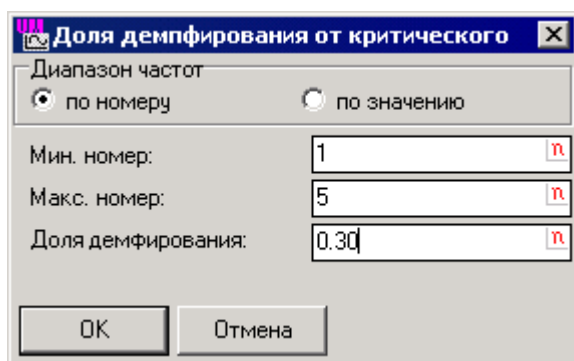 Доля демпфирования от критического
Диапазон частот
по номеру по значению
Мин. номер: 1 n
Макс. номер: 5 n
Доля демфирования: 0.30 n
OK Отмена